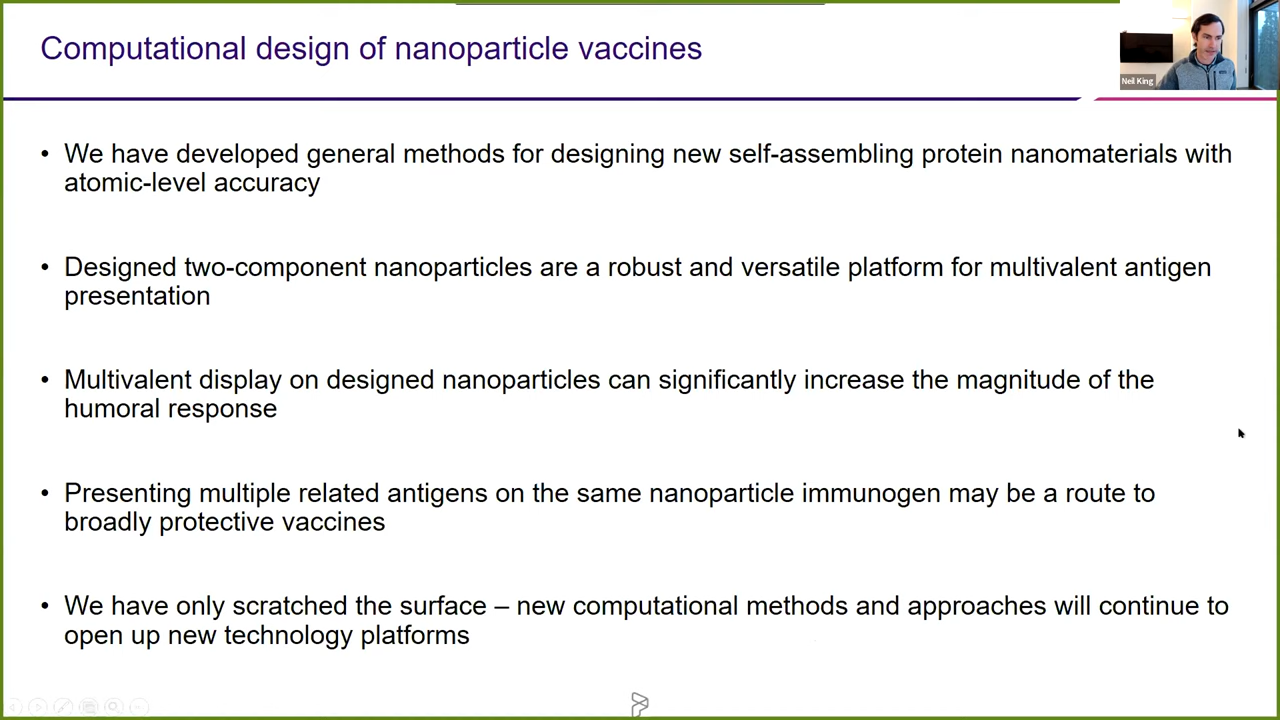 Computational design of nanoparticle vaccines
Neil King
• We have developed general methods for designing new self-assembling protein nanomaterials with
atomic-level accuracy
• Designed two-component nanoparticles are a robust and versatile platform for multivalent antigen
presentation
• Multivalent display on designed nanoparticles can significantly increase the magnitude of the
humoral response
• Presenting multiple related antigens on the same nanoparticle immunogen may be a route to
broadly protective vaccines
• We have only scratched the surface – new computational methods and approaches will continue to
open up new technology platforms